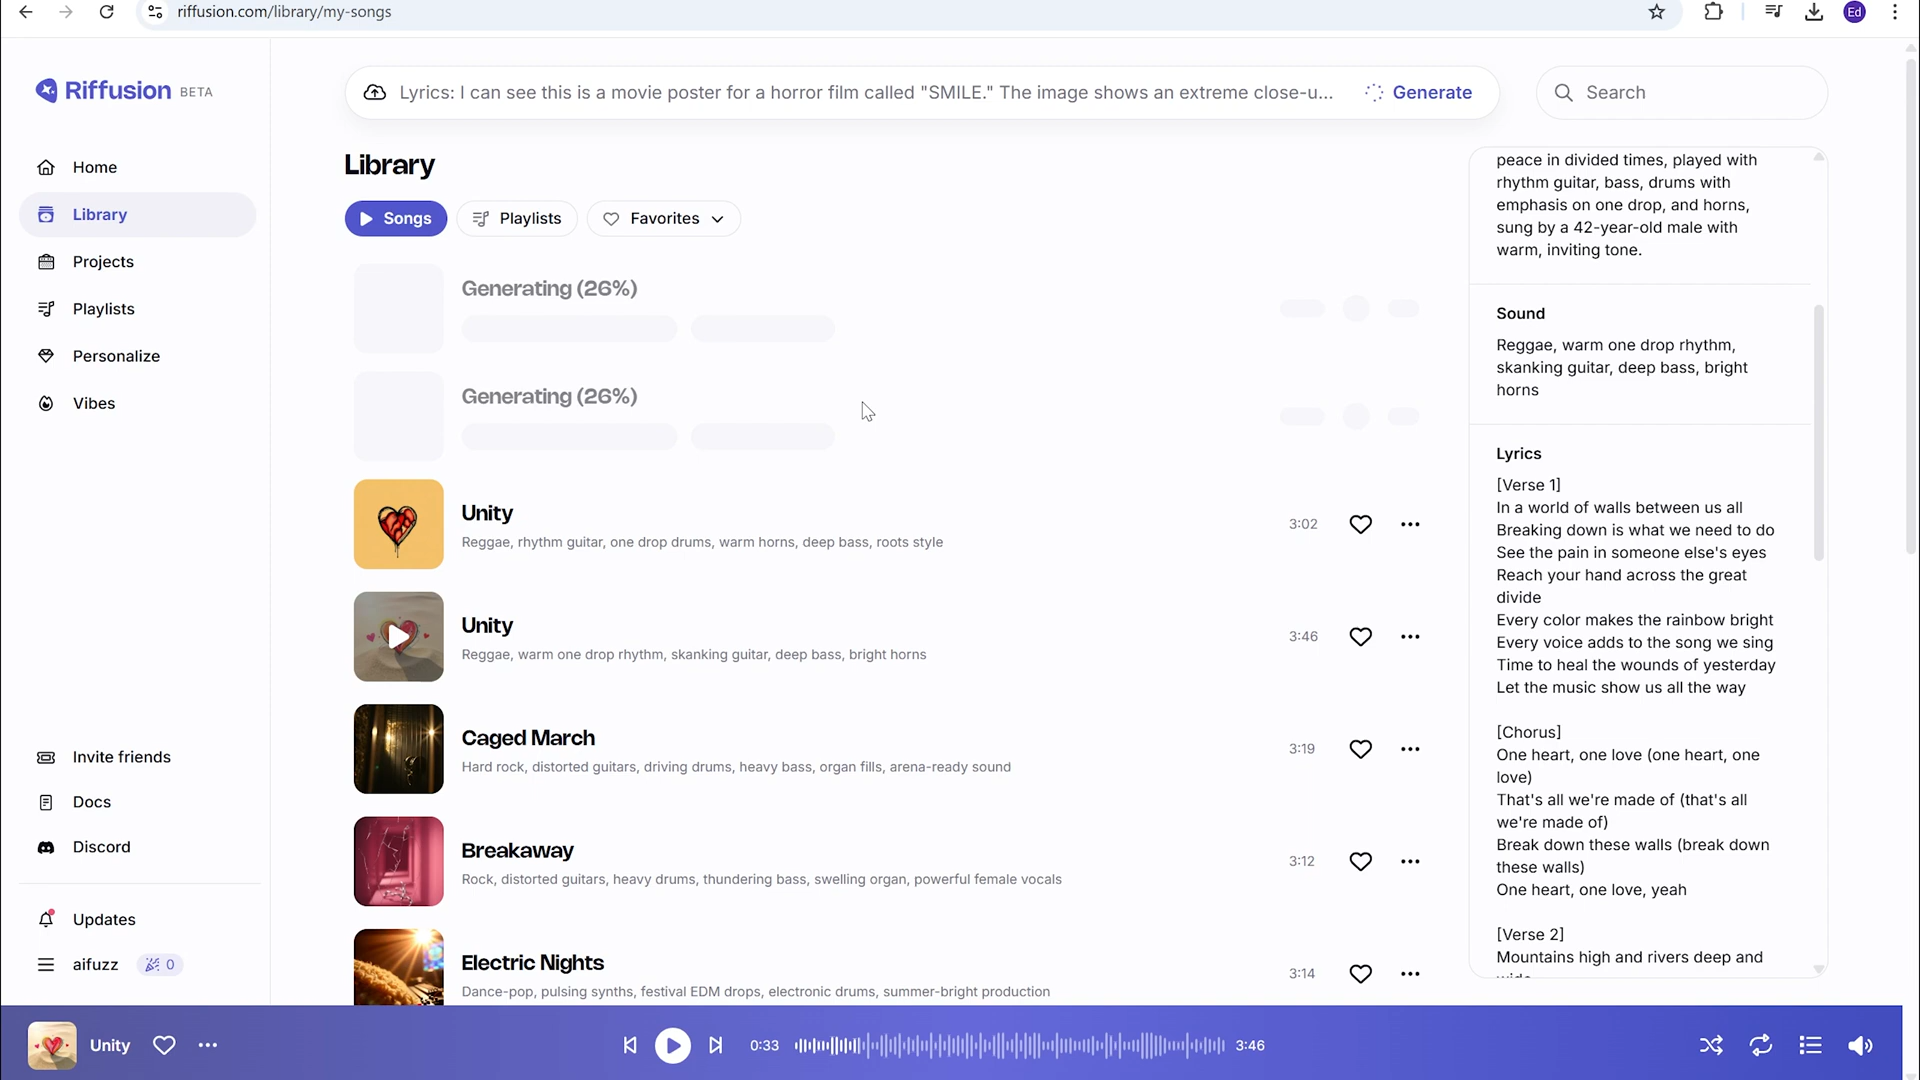 riffusion.com/library/my-songs
Ed
Riffusion BETA
Lyrics: I can see this is a movie poster for a horror film called "SMILE." The image shows an extreme close-u...
Generate
Search
Home
Library
Projects
Playlists
Personalize
Vibes
Invite friends
Docs
Discord
Updates
aifuzz 0
Library
Songs
Playlists
Favorites
Generating (26%)
Generating (26%)
Unity
Reggae, rhythm guitar, one drop drums, warm horns, deep bass, roots style
3:02
Unity
Reggae, warm one drop rhythm, skanking guitar, deep bass, bright horns
3:46
Caged March
Hard rock, distorted guitars, driving drums, heavy bass, organ fills, arena-ready sound
3:19
Breakaway
Rock, distorted guitars, heavy drums, thundering bass, swelling organ, powerful female vocals
3:12
Electric Nights
Dance-pop, pulsing synths, festival EDM drops, electronic drums, summer-bright production
3:14
peace in divided times, played with
rhythm guitar, bass, drums with
emphasis on one drop, and horns,
sung by a 42-year-old male with
warm, inviting tone.
Sound
Reggae, warm one drop rhythm,
skanking guitar, deep bass, bright
horns
Lyrics
[Verse 1]
In a world of walls between us all
Breaking down is what we need to do
See the pain in someone else's eyes
Reach your hand across the great
divide
Every color makes the rainbow bright
Every voice adds to the song we sing
Time to heal the wounds of yesterday
Let the music show us all the way
[Chorus]
One heart, one love (one heart, one
love)
That's all we're made of (that's all
we're made of)
Break down these walls (break down
these walls)
One heart, one love, yeah
[Verse 2]
Mountains high and rivers deep and
Unity
0:33
3:46